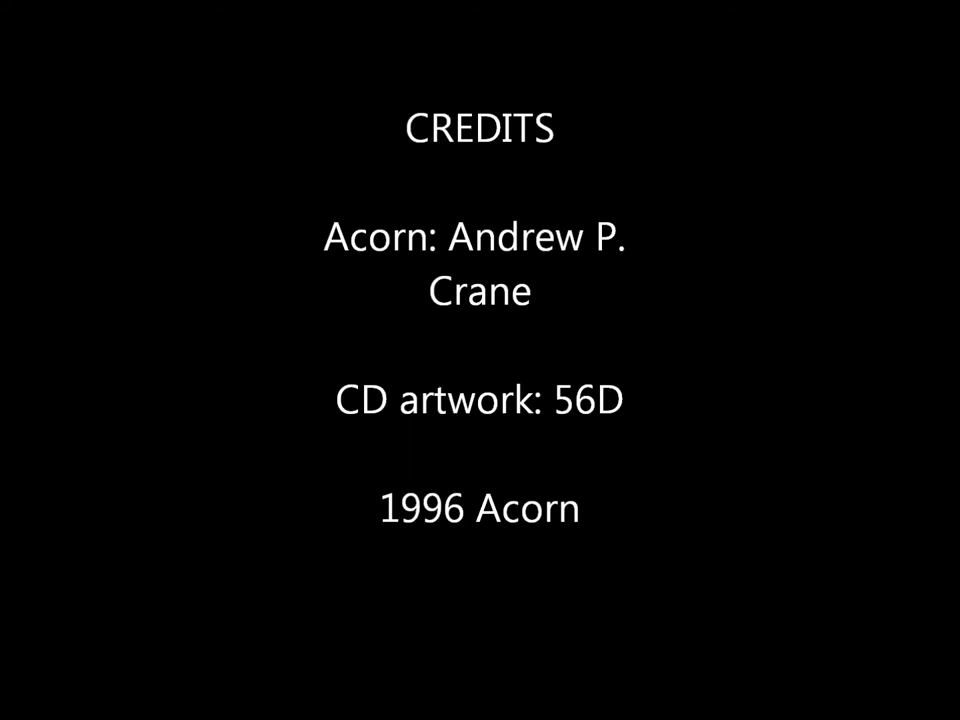 CREDITS
Acorn: Andrew P.
Crane
CD artwork: 56D
1996 Acorn